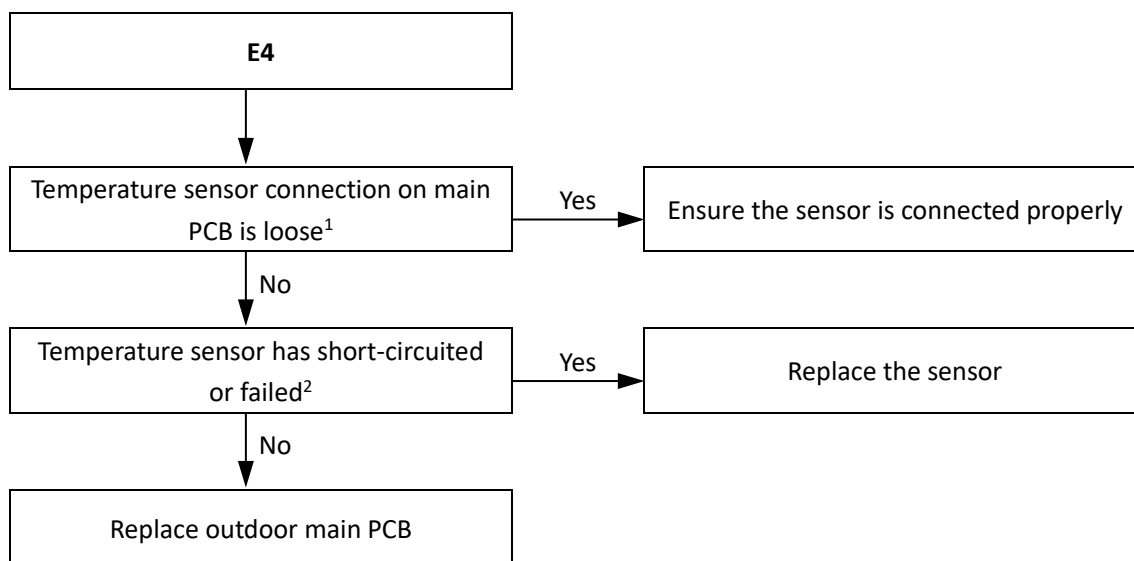 E4
Temperature sensor connection on main
PCB is loose¹
Yes
Ensure the sensor is connected properly
No
Temperature sensor has short-circuited
or failed²
Yes
Replace the sensor
No
Replace outdoor main PCB